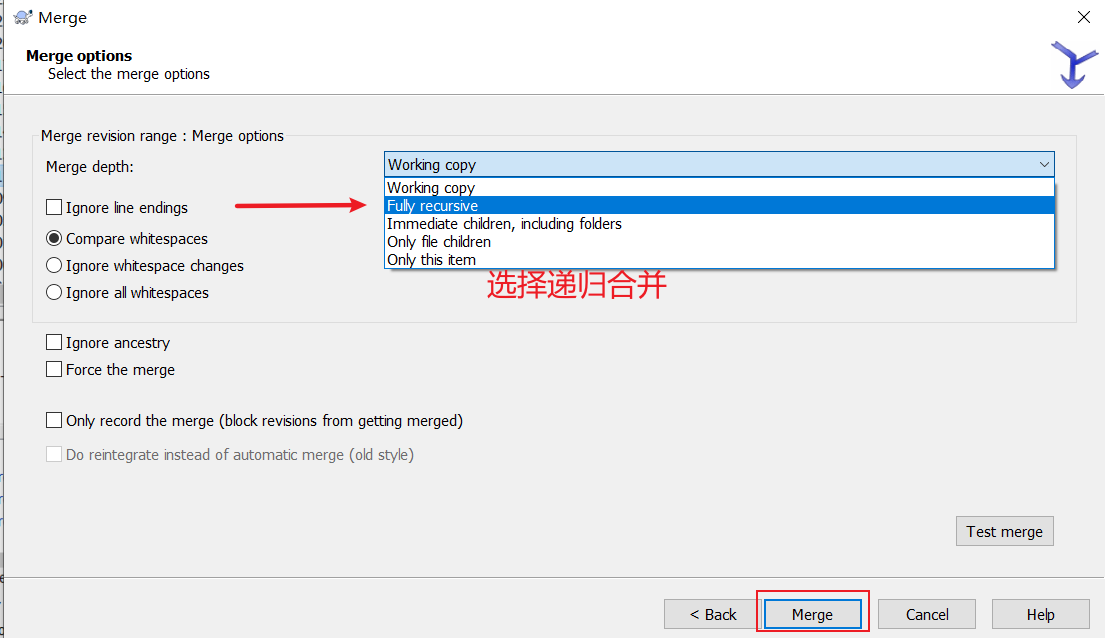 Merge
Merge options
Select the merge options
Merge revision range : Merge options
Merge depth:
Working copy
Working copy
Ignore line endings
Fully recursive
Immediate children, including folders
Compare whitespaces
Only file children
Ignore whitespace changes
Only this item
Ignore all whitespaces
选择递归合并
Ignore ancestry
Force the merge
Only record the merge (block revisions from getting merged)
Do reintegrate instead of automatic merge (old style)
Test merge
< Back
Merge
Cancel
Help